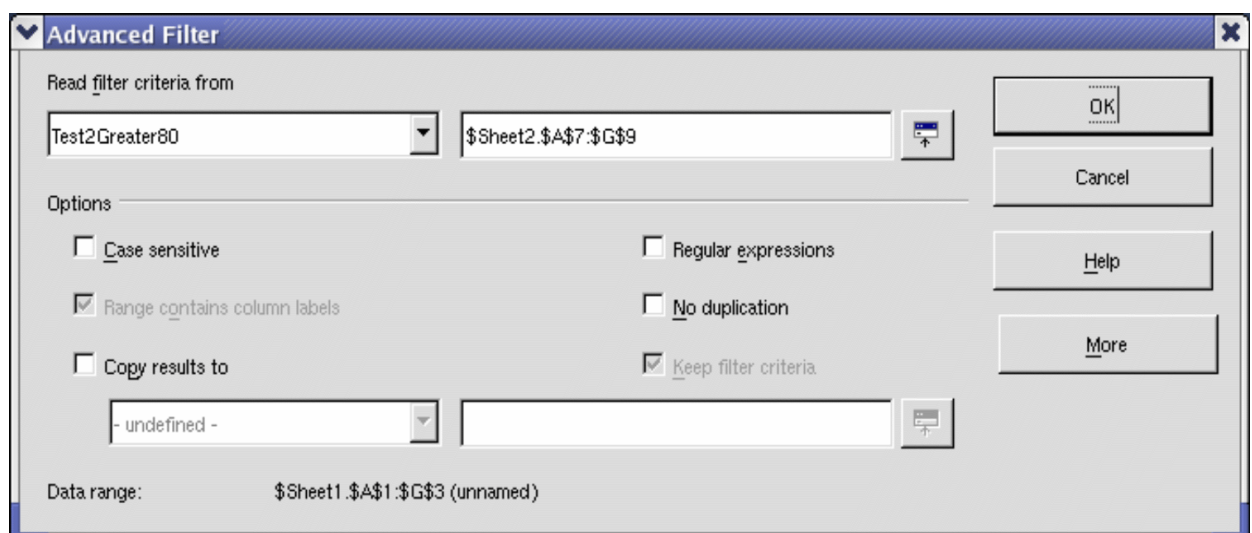 Advanced Filter
Read filter criteria from
Test2Greater80
$Sheet2.$A$7:$G$9
OK
Cancel
Options
Case sensitive
Regular expressions
Help
Range contains column labels
No duplication
More
Copy results to
Keep filter criteria
- undefined -
Data range: $Sheet1.$A$1:$G$3 (unnamed)